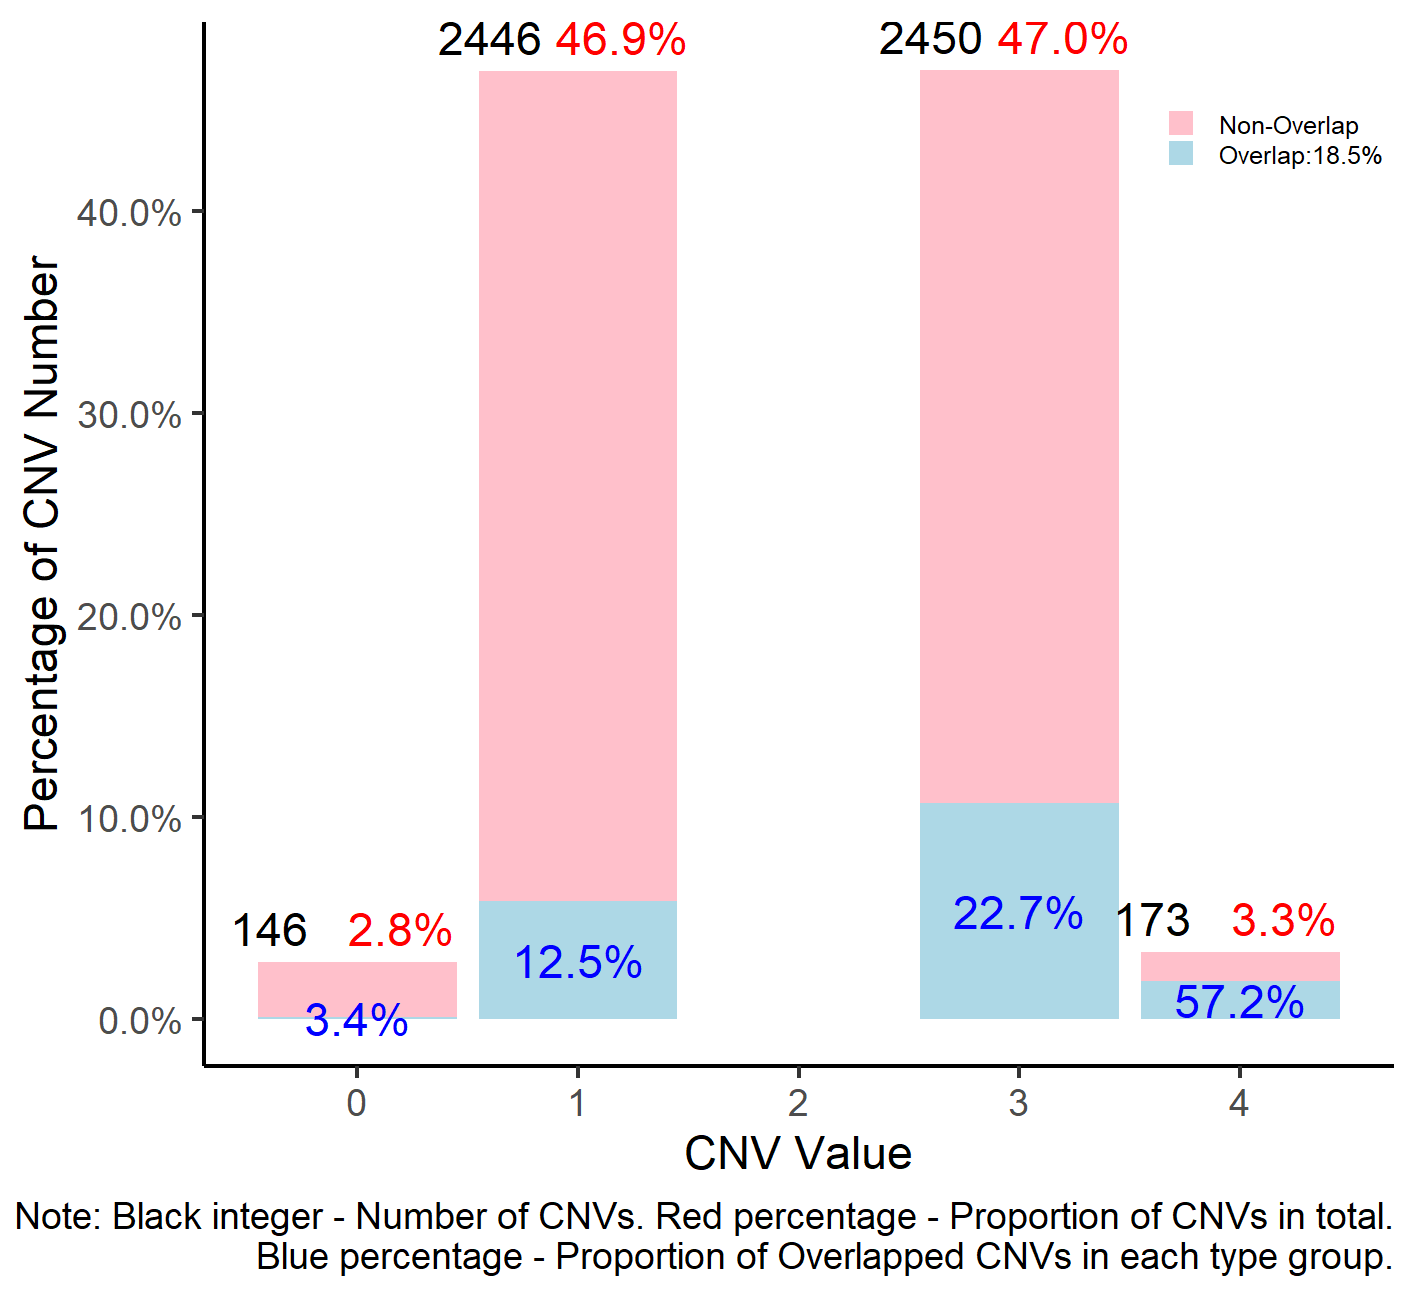 2446 46.9%
2450 47.0%
Non-Overlap
Overlap:18.5%
Percentage of CNV Number
40.0%
30.0%
20.0%
10.0%
0.0%
146 2.8%
3.4%
12.5%
22.7%
173 3.3%
57.2%
0 1 2 3 4
CNV Value
Note: Black integer - Number of CNVs. Red percentage - Proportion of CNVs in total.
Blue percentage - Proportion of Overlapped CNVs in each type group.